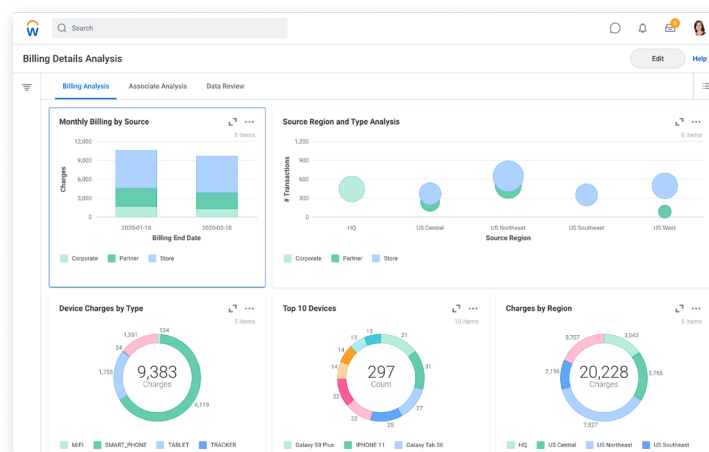 w
Search
Billing Details Analysis
Edit
Help
Billing Analysis
Associate Analysis
Data Review
Monthly Billing by Source
6 items
12,000
9,000
6,000
3,000
0
Charges
2020-01-18
2020-02-18
Billing End Date
Corporate
Partner
Store
Source Region and Type Analysis
8 items
1,200
900
600
300
0
# Transactions
HQ
US Central
US Northeast
US Southeast
US West
Source Region
Corporate
Partner
Store
Device Charges by Type
5 items
134
1,351
24
1,755
6,119
9,383
Charges
MIFI
SMART_PHONE
TABLET
TRACKER
Top 10 Devices
10 items
13
13
14
14
22
22
25
27
31
31
297
Count
Galaxy S9 Plus
IPHONE 11
Galaxy Tab S6
Charges by Region
5 items
3,707
3,043
2,196
3,755
7,527
20,228
Charges
HQ
US Central
US Northeast
US Southeast